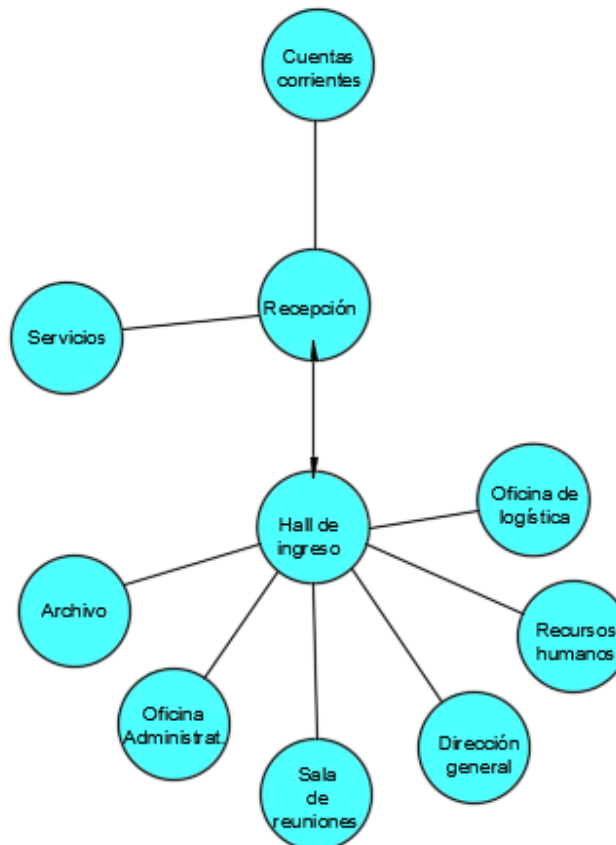 Cuentas
corrientes
Recepción
Servicios
Oficina de
logística
Hall de
ingreso
Archivo
Recursos
humanos
Oficina
Administrat.
Dirección
general
Sala
de
reuniones